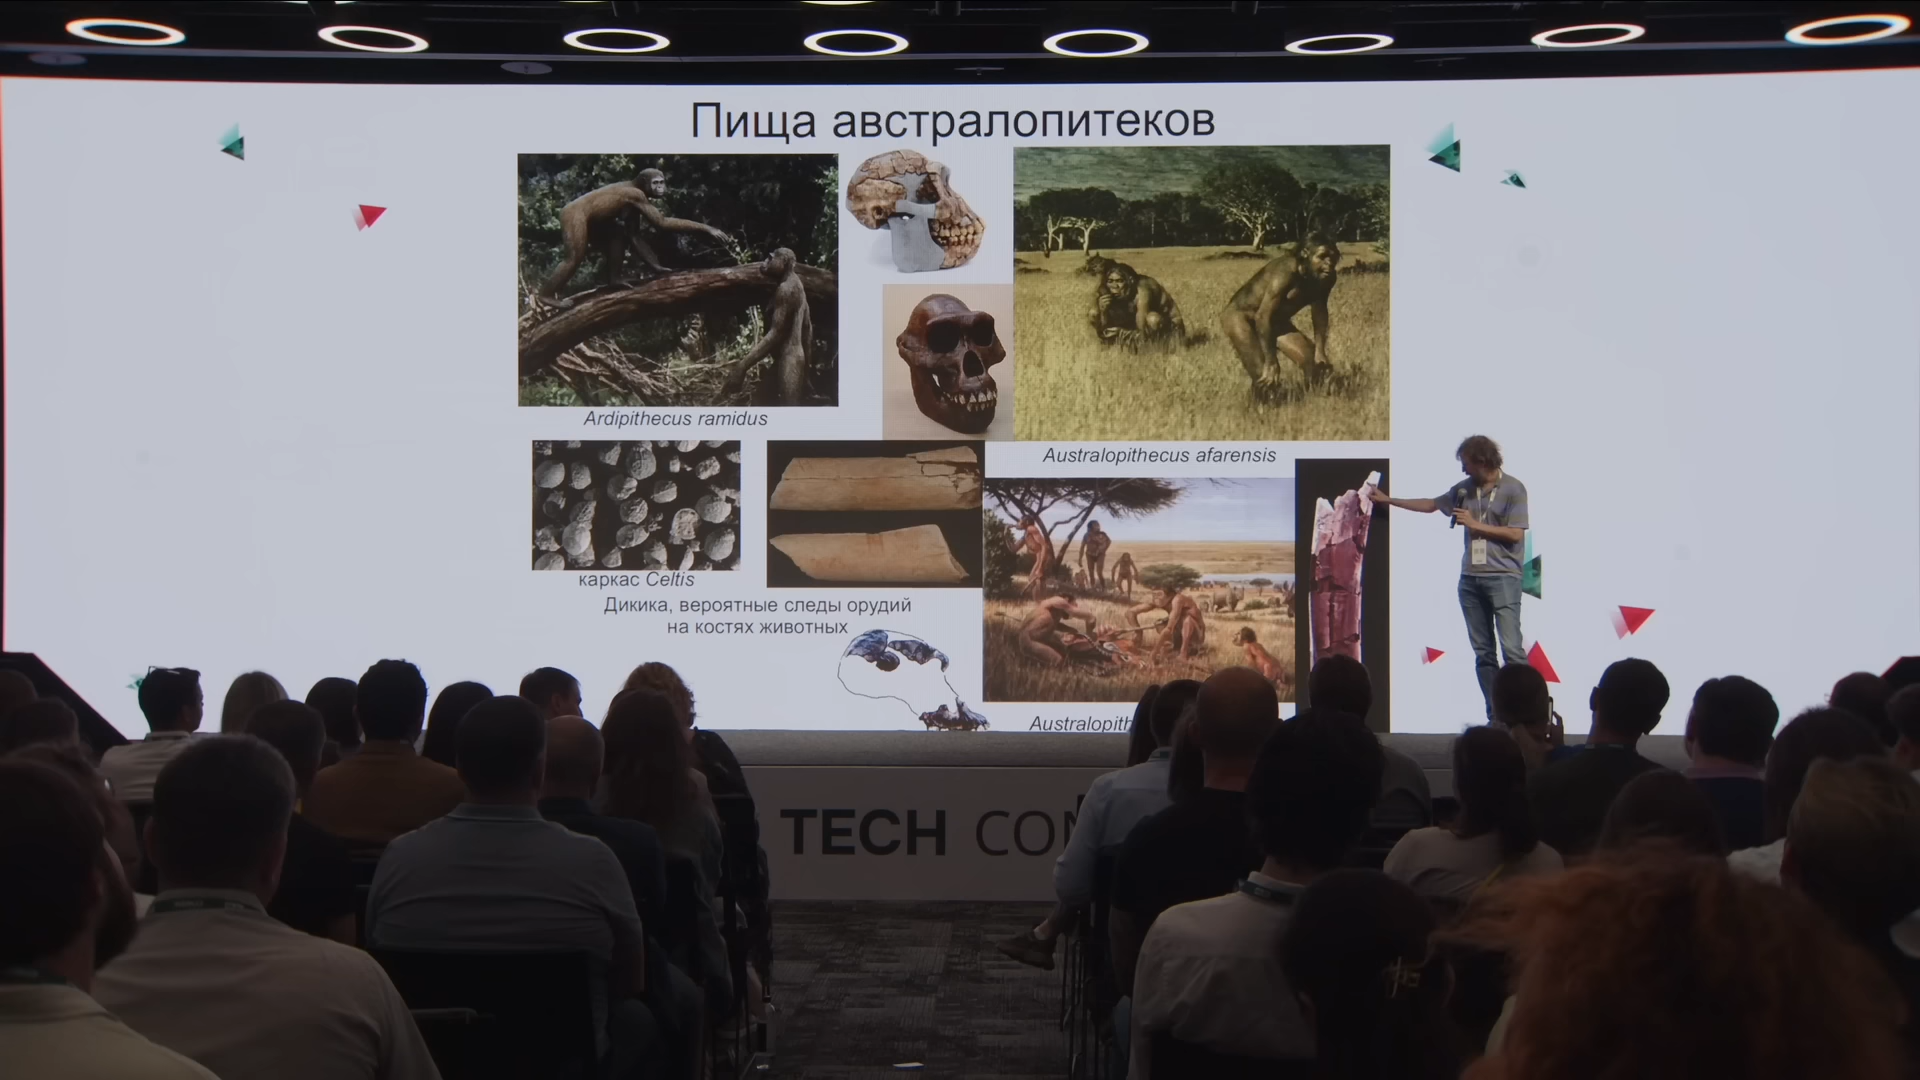 Пища австралопитеков
Ardipithecus ramidus
Australopithecus afarensis
каркас Celtis
Дикика, вероятные следы орудий
на костях животных
Australopith
TECH CON